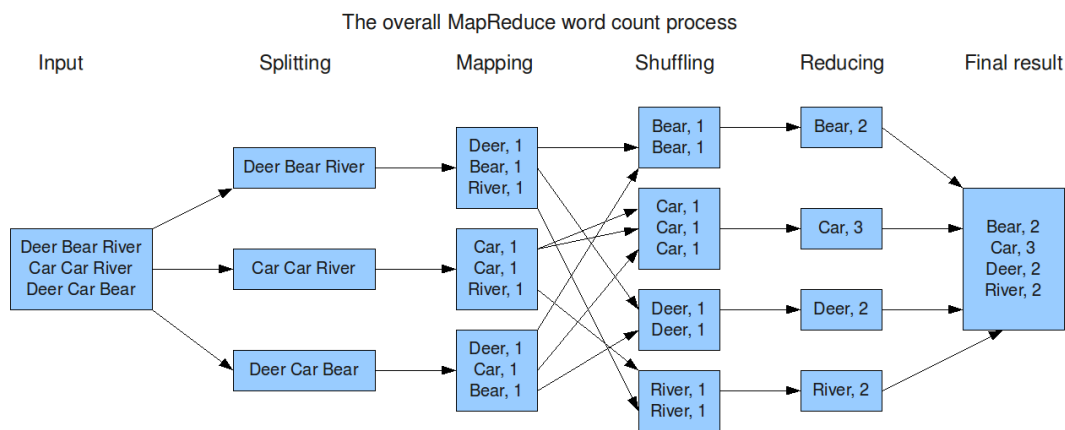 The overall MapReduce word count process
Input
Splitting
Mapping
Shuffling
Reducing
Final result
Deer Bear River
Car Car River
Deer Car Bear
Deer Bear River
Car Car River
Deer Car Bear
Deer, 1
Bear, 1
River, 1
Car, 1
Car, 1
River, 1
Deer, 1
Car, 1
Bear, 1
Bear, 1
Bear, 1
Car, 1
Car, 1
Car, 1
Deer, 1
Deer, 1
River, 1
River, 1
Bear, 2
Car, 3
Deer, 2
River, 2
Bear, 2
Car, 3
Deer, 2
River, 2